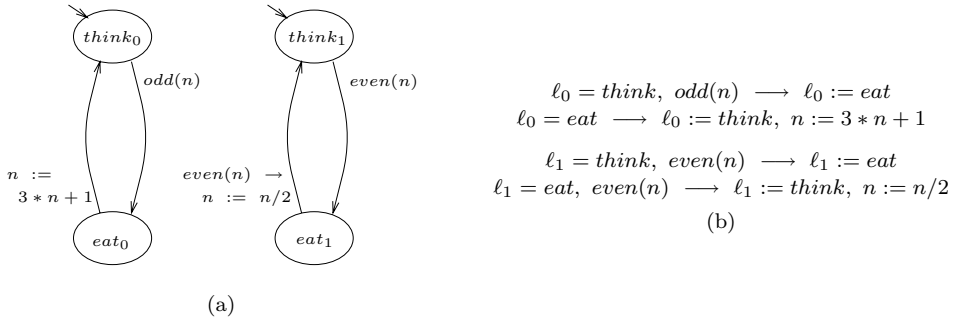 think₀
think₁
odd(n)
even(n)
n :=
3 ∗ n + 1
even(n) →
n := n/2
eat₀
eat₁
(a)
ℓ₀ = think, odd(n) ⟶ ℓ₀ := eat
ℓ₀ = eat ⟶ ℓ₀ := think, n := 3 ∗ n + 1
ℓ₁ = think, even(n) ⟶ ℓ₁ := eat
ℓ₁ = eat, even(n) ⟶ ℓ₁ := think, n := n/2
(b)